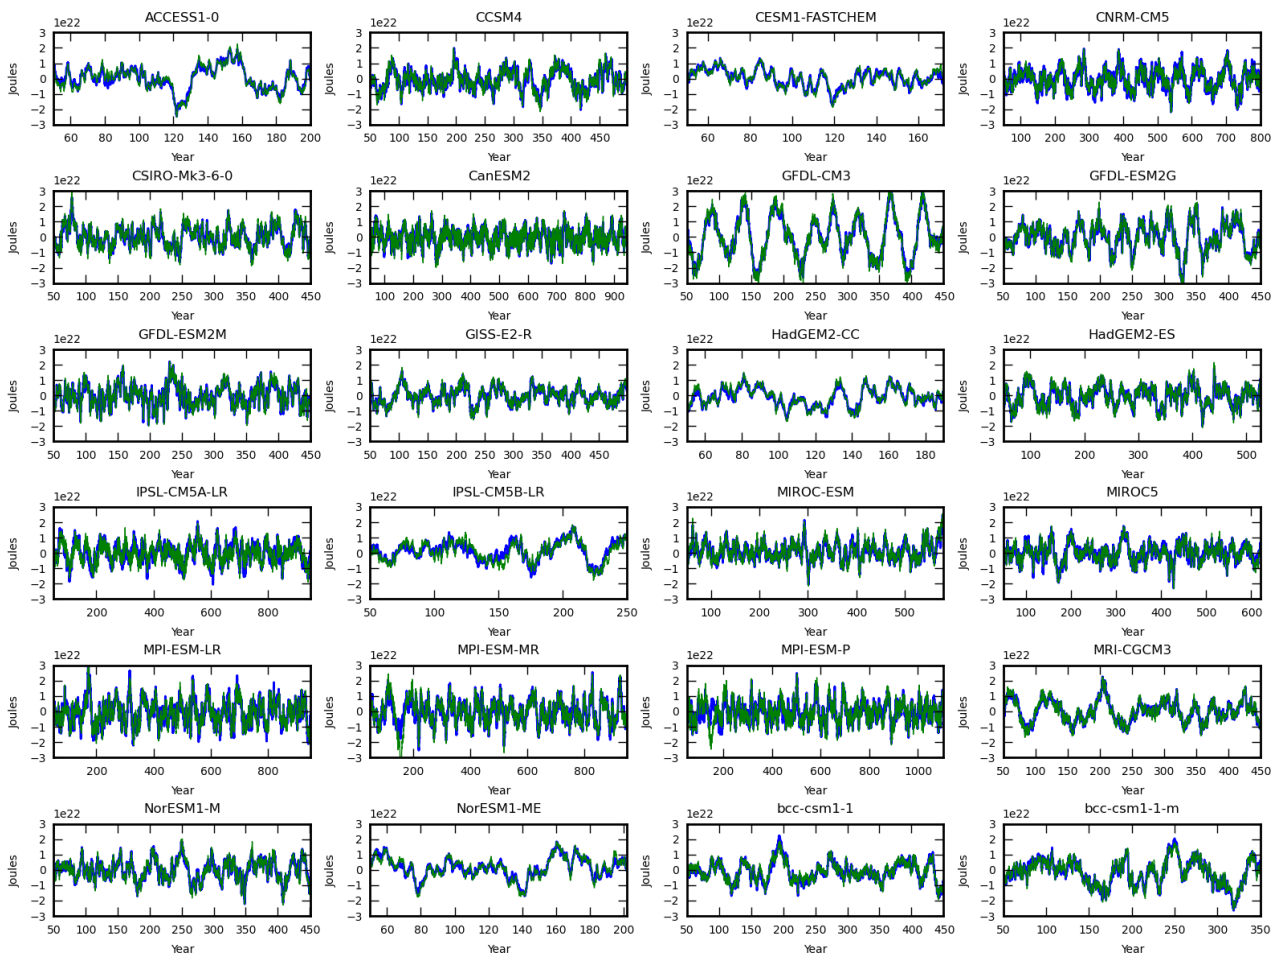 ACCESS1-0 CCSM4 CESM1-FASTCHEM CNRM-CM5
1e22 1e22 1e22 1e22
3 3 3 3
2 2 2 2
1 1 1 1
0 0 0 0
−1 −1 −1 −1
−2 −2 −2 −2
−3 −3 −3 −3
Joules Joules Joules Joules
60 80 100 120 140 160 180 200 50 100 150 200 250 300 350 400 450 60 80 100 120 140 160 100 200 300 400 500 600 700 800
Year Year Year Year
CSIRO-Mk3-6-0 CanESM2 GFDL-CM3 GFDL-ESM2G
1e22 1e22 1e22 1e22
3 3 3 3
2 2 2 2
1 1 1 1
0 0 0 0
−1 −1 −1 −1
−2 −2 −2 −2
−3 −3 −3 −3
Joules Joules Joules Joules
50 100 150 200 250 300 350 400 450 100 200 300 400 500 600 700 800 900 50 100 150 200 250 300 350 400 450 50 100 150 200 250 300 350 400 450
Year Year Year Year
GFDL-ESM2M GISS-E2-R HadGEM2-CC HadGEM2-ES
1e22 1e22 1e22 1e22
3 3 3 3
2 2 2 2
1 1 1 1
0 0 0 0
−1 −1 −1 −1
−2 −2 −2 −2
−3 −3 −3 −3
Joules Joules Joules Joules
50 100 150 200 250 300 350 400 450 50 100 150 200 250 300 350 400 450 500 60 80 100 120 140 160 180 100 200 300 400 500
Year Year Year Year
IPSL-CM5A-LR IPSL-CM5B-LR MIROC-ESM MIROC5
1e22 1e22 1e22 1e22
3 3 3 3
2 2 2 2
1 1 1 1
0 0 0 0
−1 −1 −1 −1
−2 −2 −2 −2
−3 −3 −3 −3
Joules Joules Joules Joules
200 400 600 800 50 100 150 200 250 100 200 300 400 500 100 200 300 400 500 600
Year Year Year Year
MPI-ESM-LR MPI-ESM-MR MPI-ESM-P MRI-CGCM3
1e22 1e22 1e22 1e22
3 3 3 3
2 2 2 2
1 1 1 1
0 0 0 0
−1 −1 −1 −1
−2 −2 −2 −2
−3 −3 −3 −3
Joules Joules Joules Joules
200 400 600 800 200 400 600 800 200 400 600 800 1000 50 100 150 200 250 300 350 400 450
Year Year Year Year
NorESM1-M NorESM1-ME bcc-csm1-1 bcc-csm1-1-m
1e22 1e22 1e22 1e22
3 3 3 3
2 2 2 2
1 1 1 1
0 0 0 0
−1 −1 −1 −1
−2 −2 −2 −2
−3 −3 −3 −3
Joules Joules Joules Joules
50 100 150 200 250 300 350 400 450 60 80 100 120 140 160 180 200 50 100 150 200 250 300 350 400 450 50 100 150 200 250 300 350
Year Year Year Year